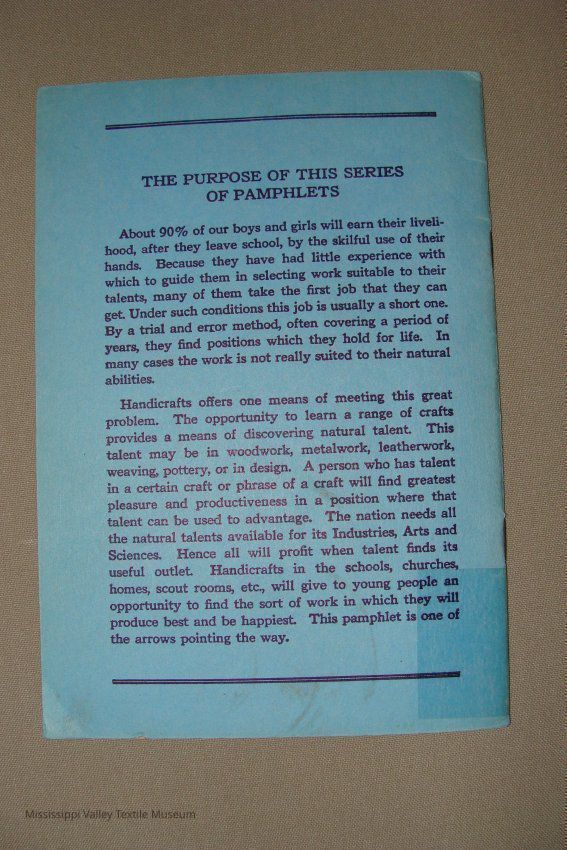 THE PURPOSE OF THIS SERIES
OF PAMPHLETS
About 90% of our boys and girls will earn their liveli-
hood, after they leave school, by the skilful use of their
hands. Because they have had little experience with
which to guide them in selecting work suitable to their
talents, many of them take the first job that they can
get. Under such conditions this job is usually a short one.
By a trial and error method, often covering a period of
years, they find positions which they hold for life. In
many cases the work is not really suited to their natural
abilities.
Handicrafts offers one means of meeting this great
problem. The opportunity to learn a range of crafts
provides a means of discovering natural talent. This
talent may be in woodwork, metalwork, leatherwork,
weaving, pottery, or in design. A person who has talent
in a certain craft or phrase of a craft will find greatest
pleasure and productiveness in a position where that
talent can be used to advantage. The nation needs all
the natural talents available for its Industries, Arts and
Sciences. Hence all will profit when talent finds its
useful outlet. Handicrafts in the schools, churches,
homes, scout rooms, etc., will give to young people an
opportunity to find the sort of work in which they will
produce best and be happiest. This pamphlet is one of
the arrows pointing the way.
Mississippi Valley Textile Museum